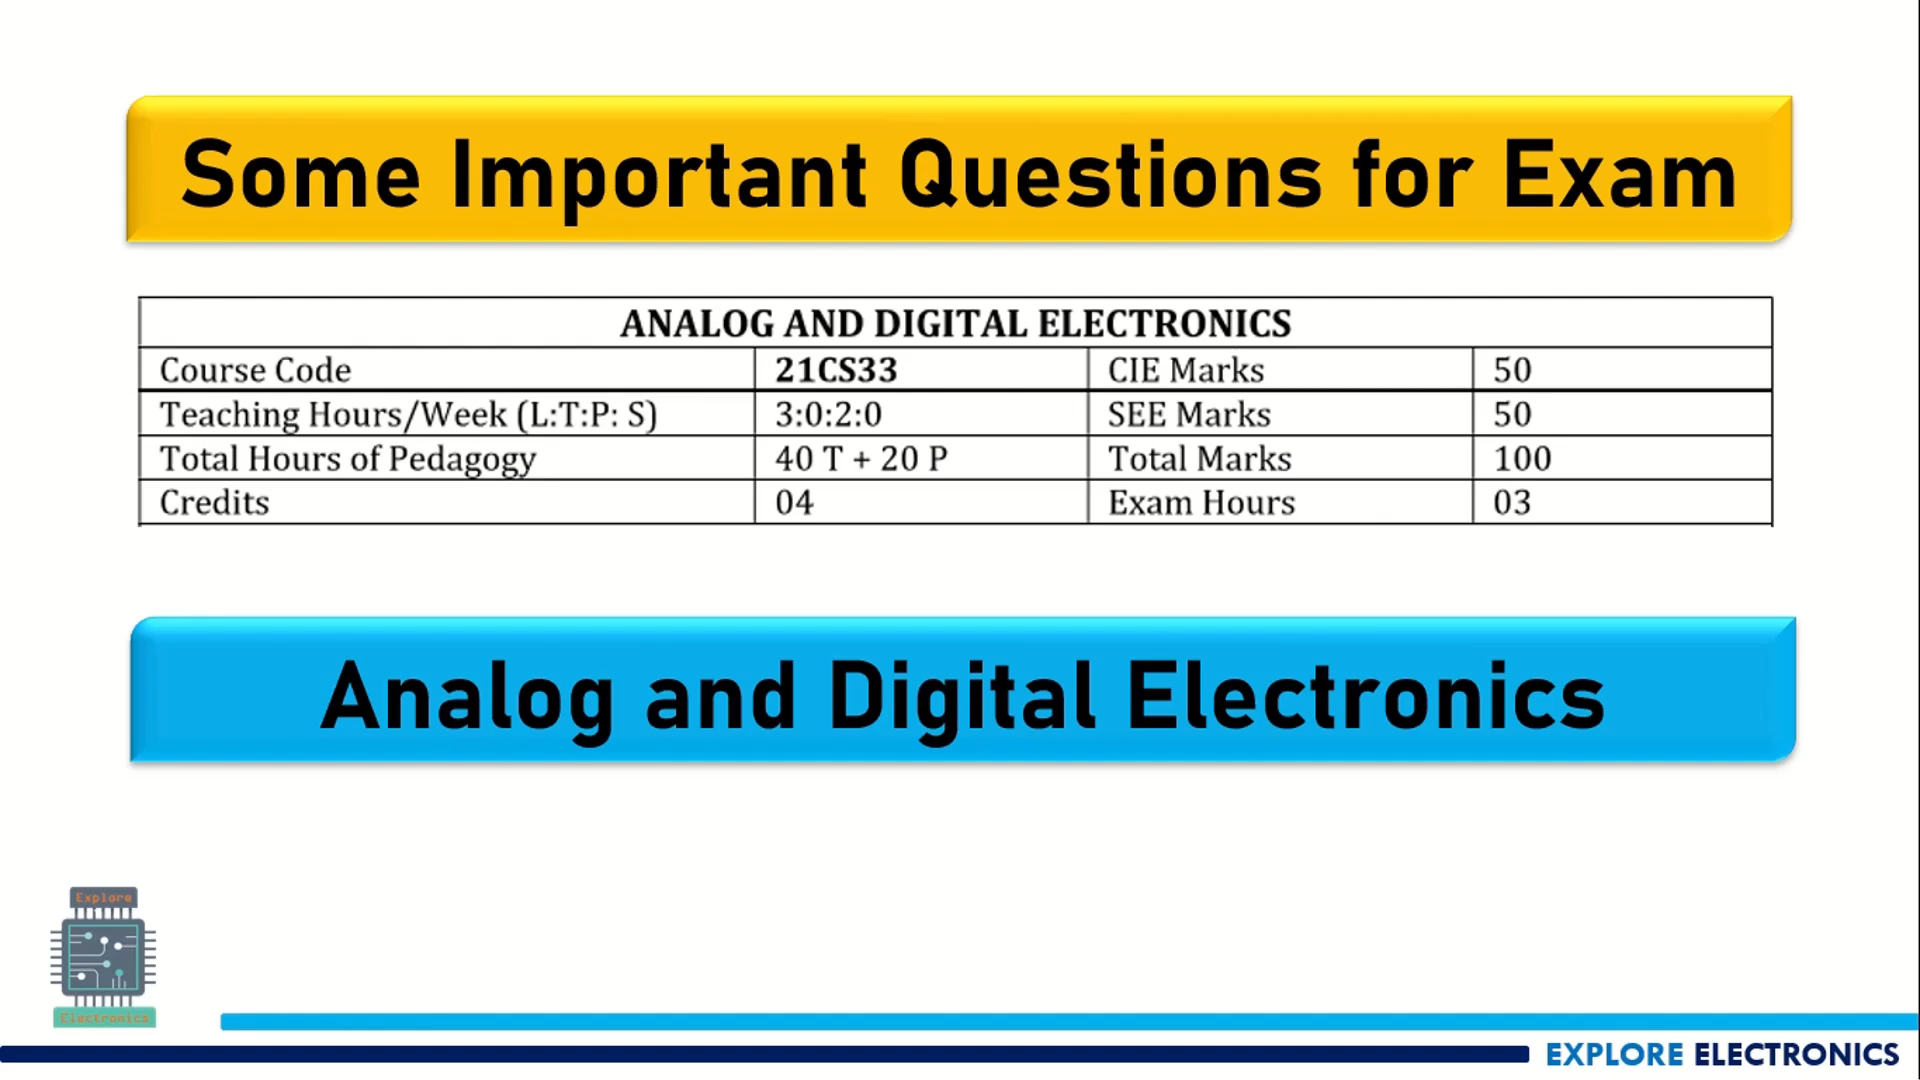 Some Important Questions for Exam
ANALOG AND DIGITAL ELECTRONICS
Course Code 21CS33 CIE Marks 50
Teaching Hours/Week (L:T:P: S) 3:0:2:0 SEE Marks 50
Total Hours of Pedagogy 40 T + 20 P Total Marks 100
Credits 04 Exam Hours 03
Analog and Digital Electronics
Explore
Electronics
EXPLORE ELECTRONICS